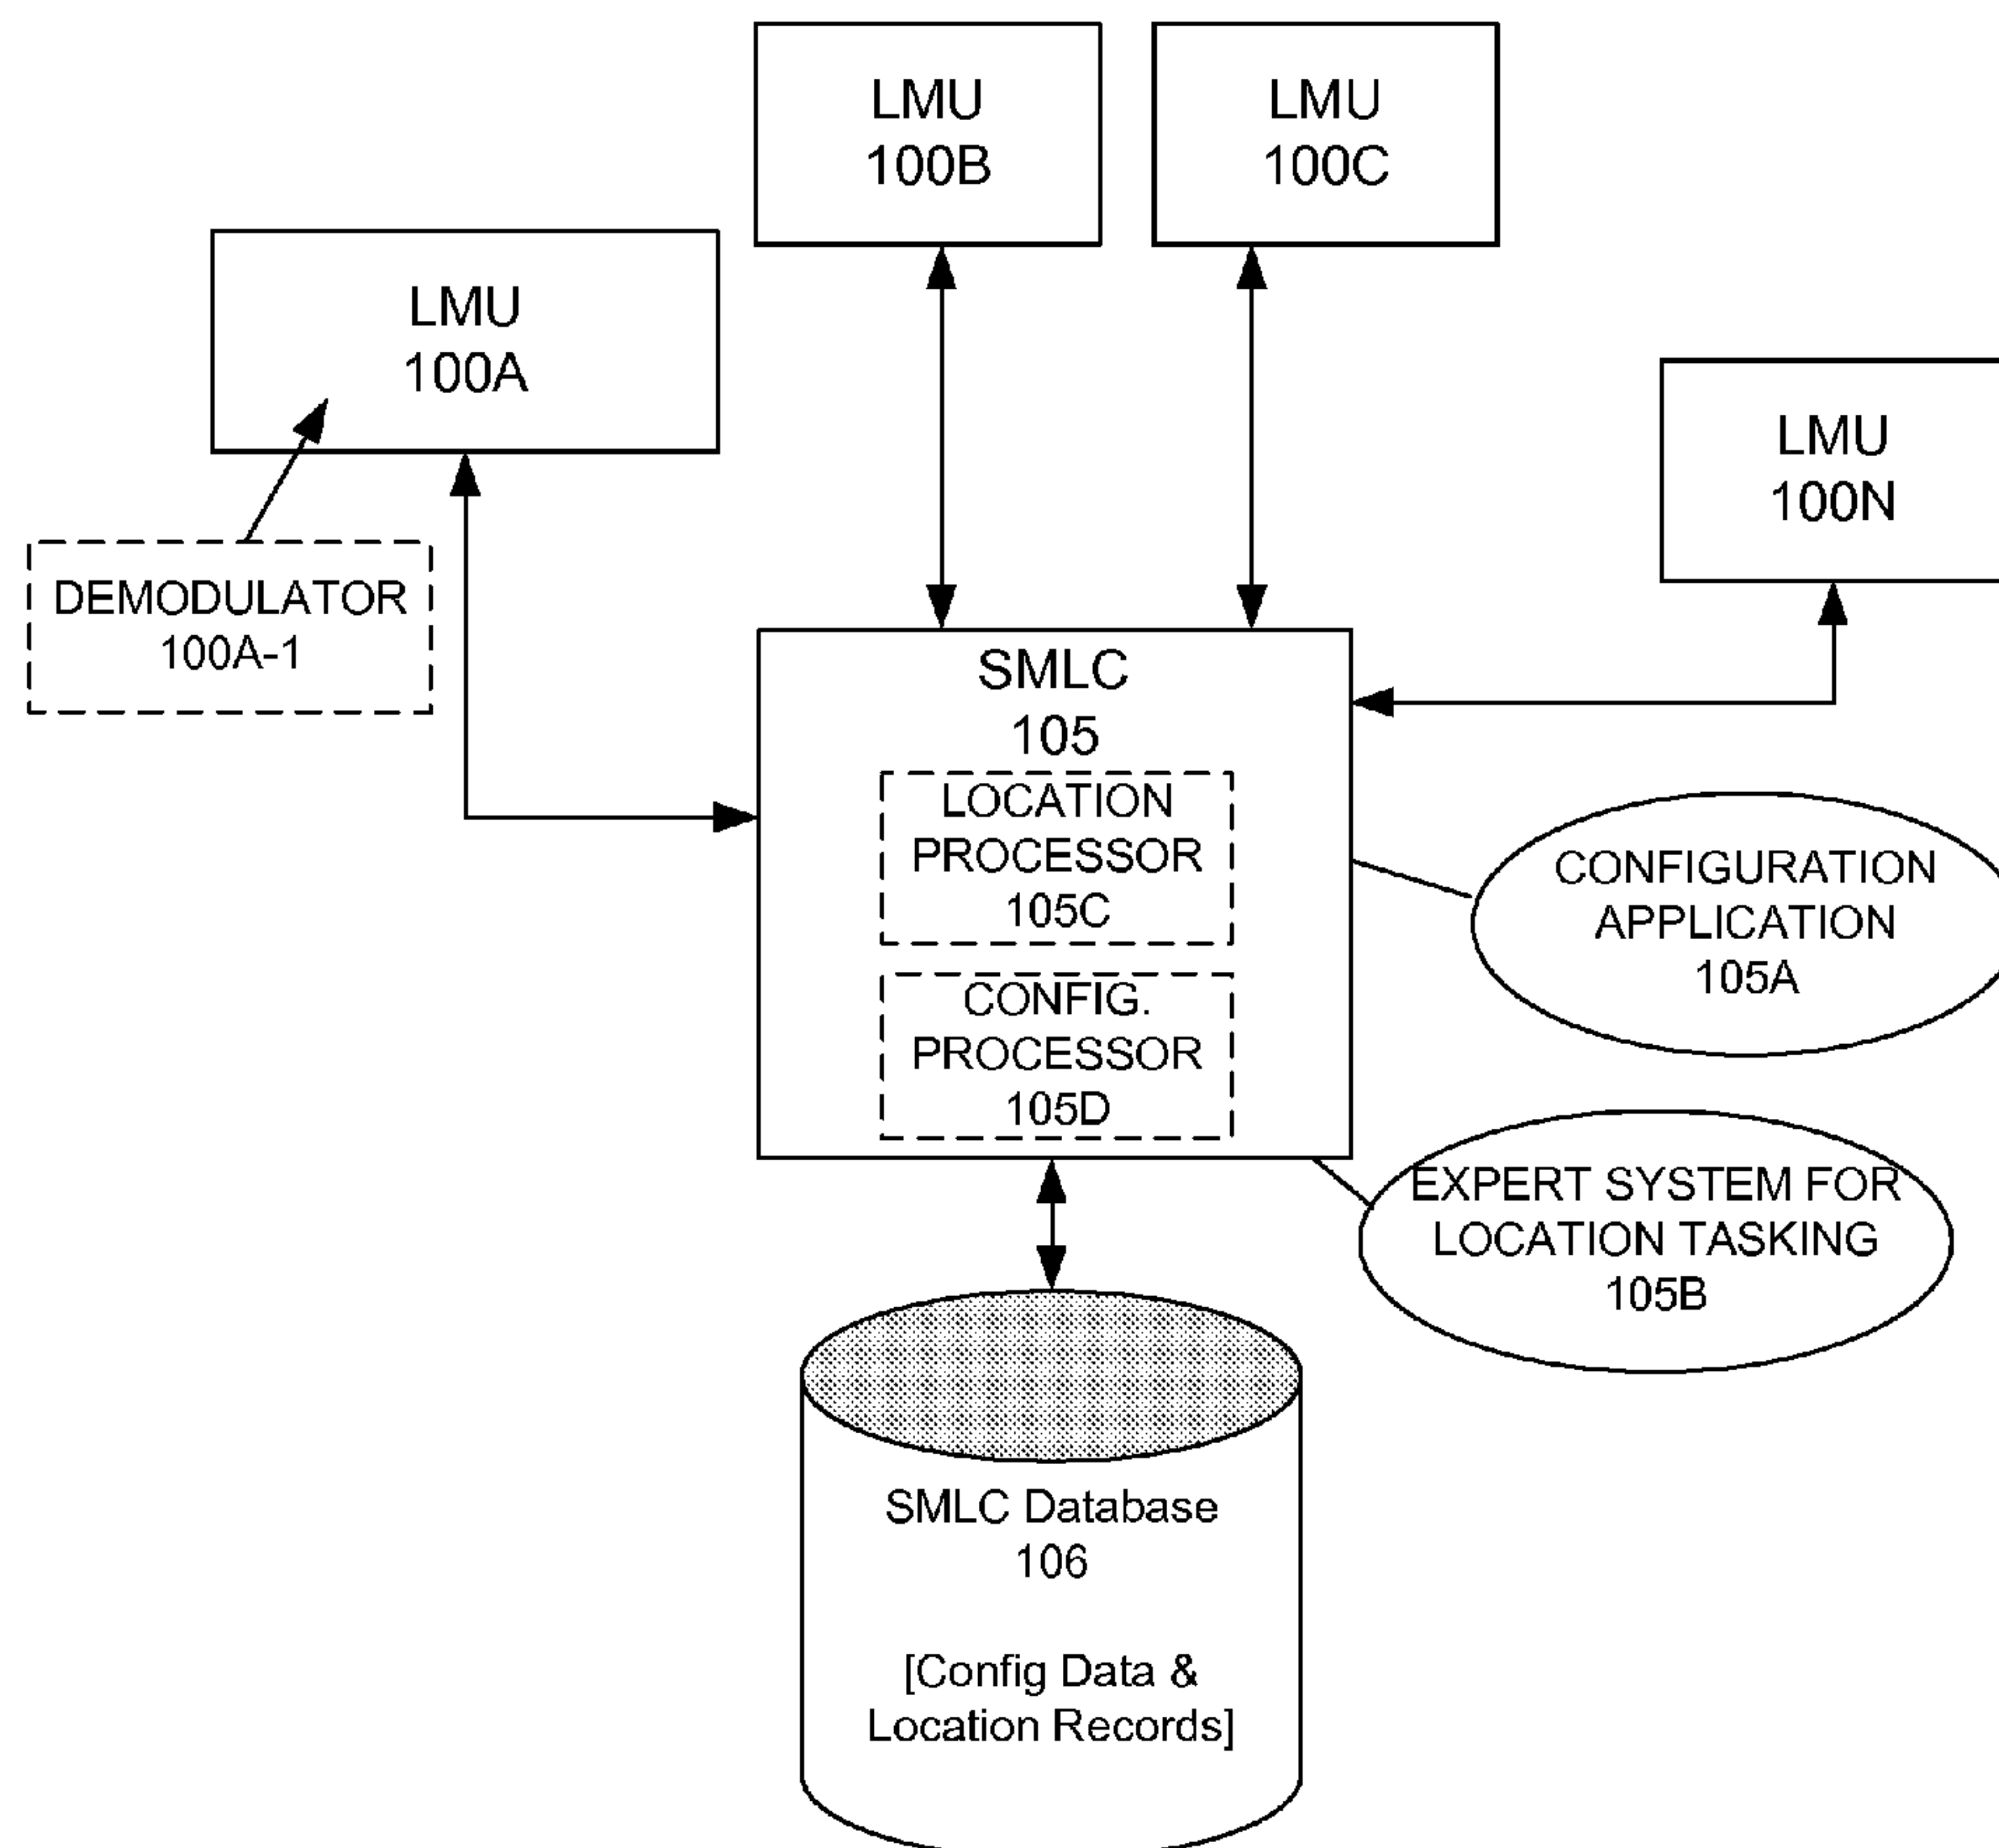 LMU
100B
LMU
100C
LMU
100A
LMU
100N
DEMODULATOR
100A-1
SMLC
105
LOCATION
PROCESSOR
105C
CONFIG.
PROCESSOR
105D
CONFIGURATION
APPLICATION
105A
EXPERT SYSTEM FOR
LOCATION TASKING
105B
SMLC Database
106
[Config Data &
Location Records]